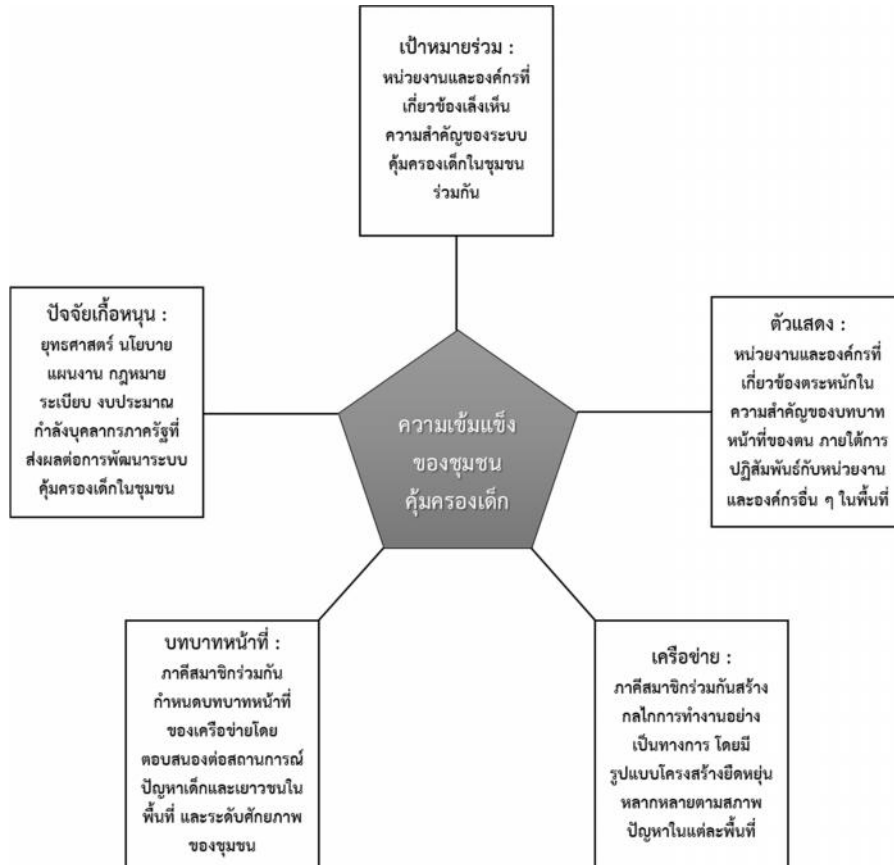 เป้าหมายร่วม :
หน่วยงานและองค์กรที่
เกี่ยวข้องเล็งเห็น
ความสำคัญของระบบ
คุ้มครองเด็กในชุมชน
ร่วมกัน
ปัจจัยเกื้อหนุน :
ยุทธศาสตร์ นโยบาย
แผนงาน กฎหมาย
ระเบียบ งบประมาณ
กำลังบุคลากรภาครัฐที่
ส่งผลต่อการพัฒนาระบบ
คุ้มครองเด็กในชุมชน
ตัวแสดง :
หน่วยงานและองค์กรที่
เกี่ยวข้องตระหนักใน
ความสำคัญของบทบาท
หน้าที่ของตน ภายใต้การ
ปฏิสัมพันธ์กับหน่วยงาน
และองค์กรอื่น ๆ ในพื้นที่
ความเข้มแข็ง
ของชุมชน
คุ้มครองเด็ก
บทบาทหน้าที่ :
ภาคีสมาชิกร่วมกัน
กำหนดบทบาทหน้าที่
ของเครือข่ายโดย
ตอบสนองต่อสถานการณ์
ปัญหาเด็กและเยาวชนใน
พื้นที่ และระดับศักยภาพ
ของชุมชน
เครือข่าย :
ภาคีสมาชิกร่วมกันสร้าง
กลไกการทำงานอย่าง
เป็นทางการ โดยมี
รูปแบบโครงสร้างยืดหยุ่น
หลากหลายตามสภาพ
ปัญหาในแต่ละพื้นที่